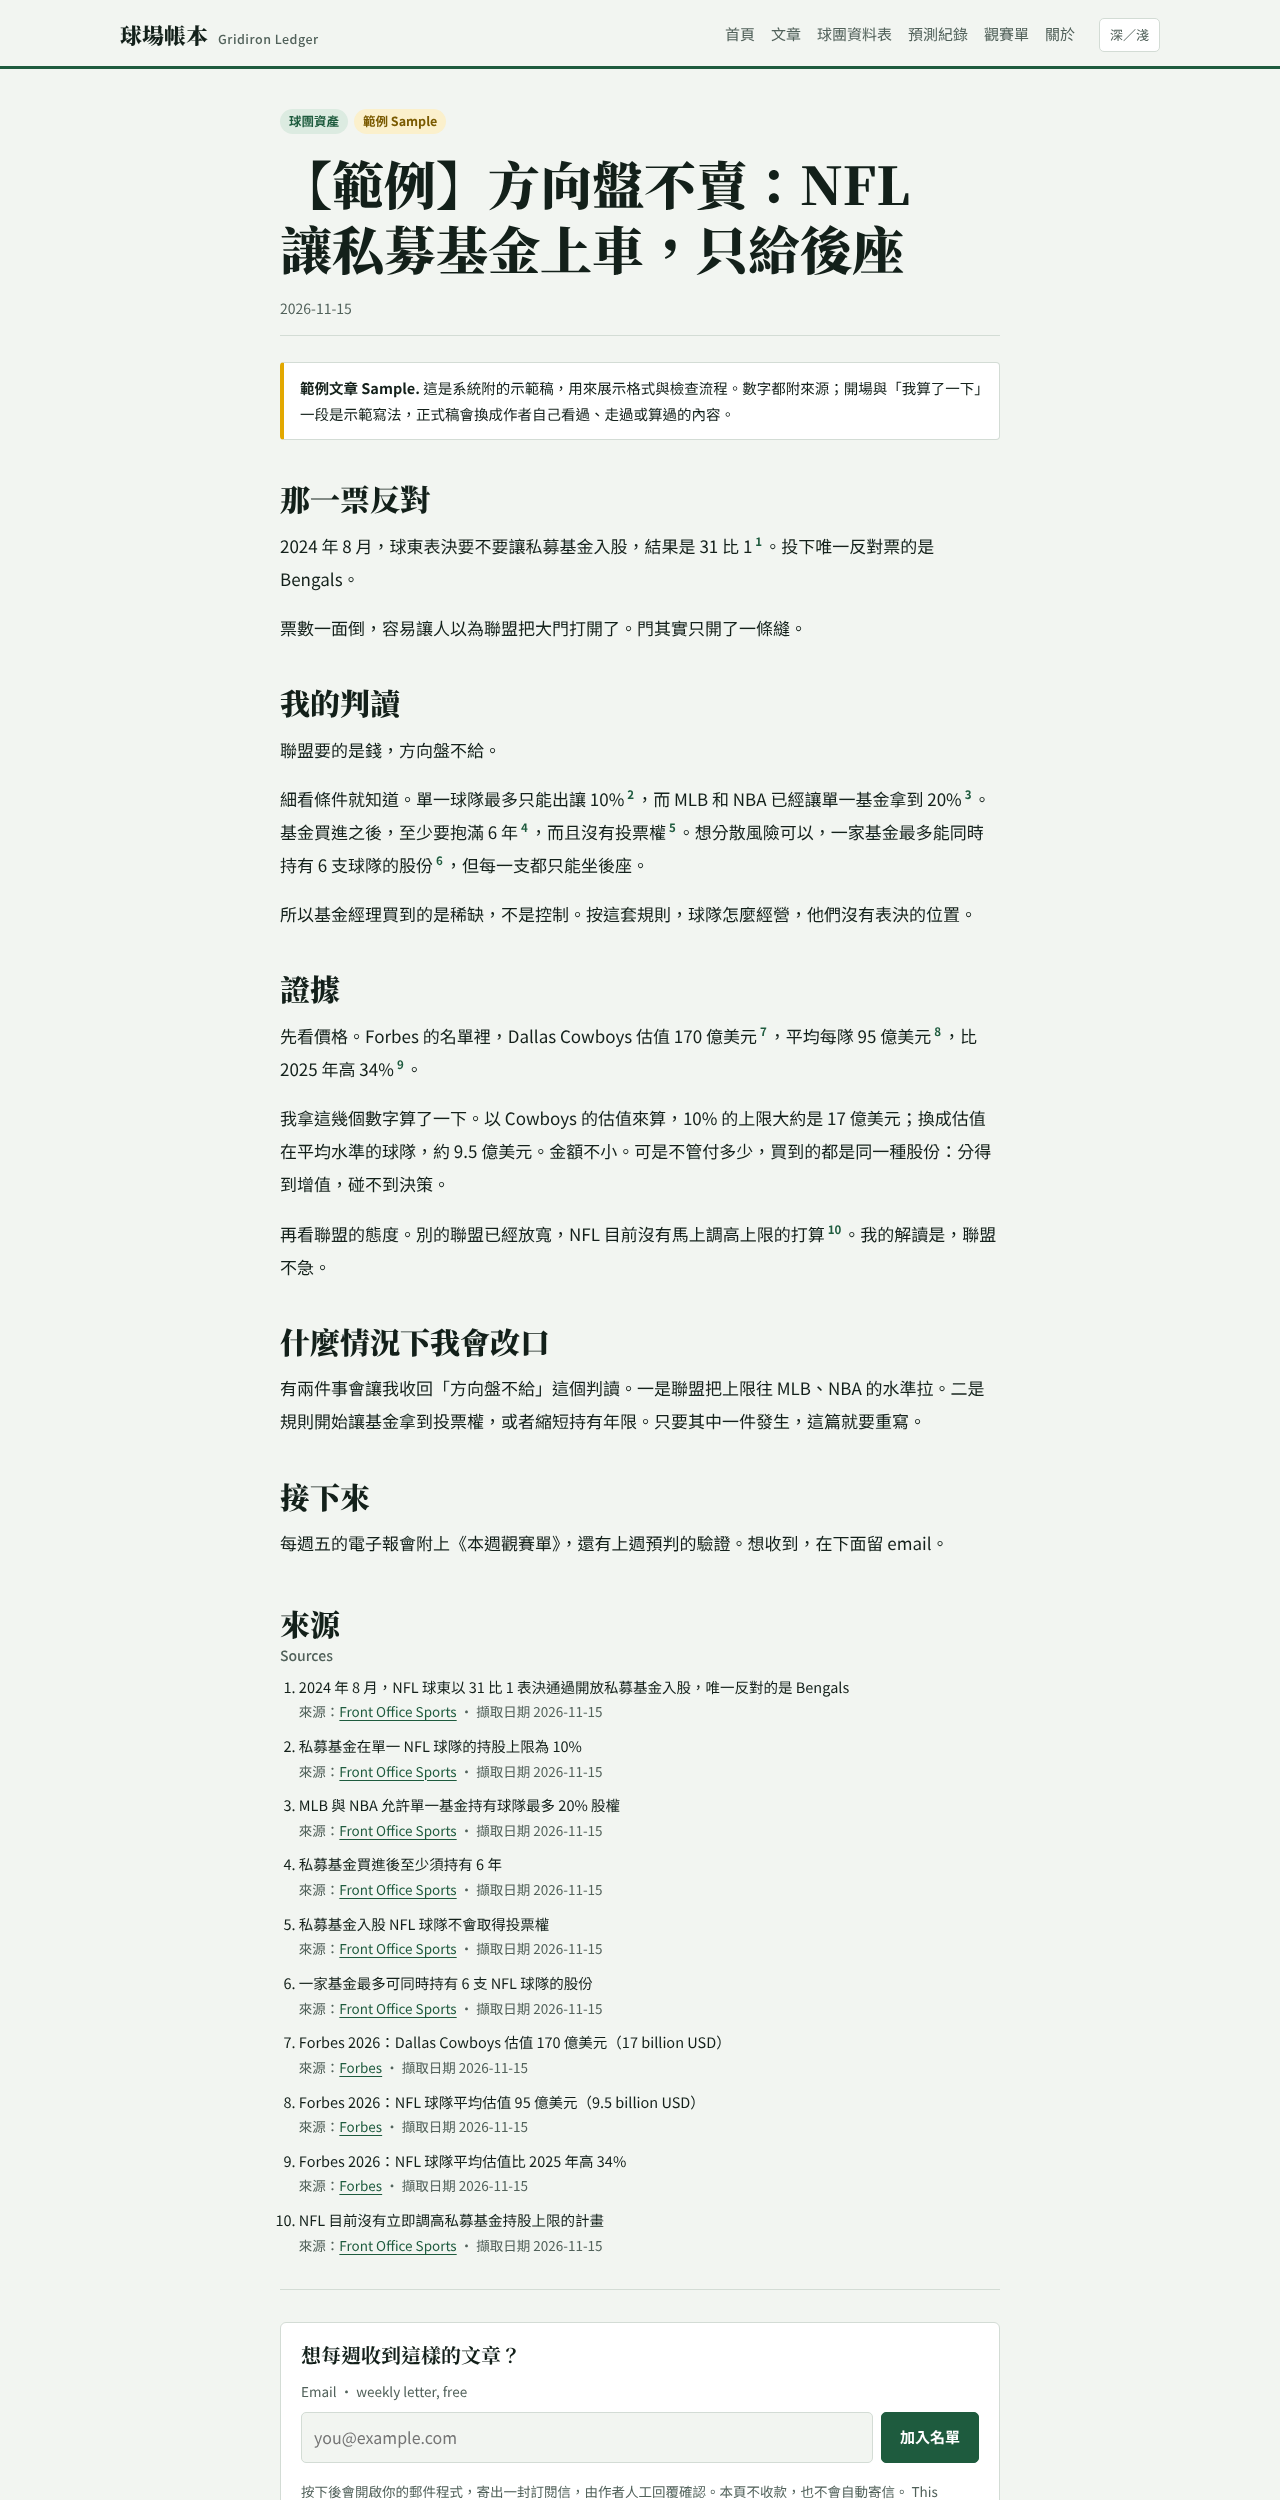 球場帳本 Gridiron Ledger
首頁 文章 球團資料表 預測紀錄 觀賽單 關於 深／淺
球團資產 範例 Sample
【範例】方向盤不賣：NFL
讓私募基金上車，只給後座
2026-11-15
範例文章 Sample. 這是系統附的示範稿，用來展示格式與檢查流程。數字都附來源；開場與「我算了一下」
一段是示範寫法，正式稿會換成作者自己看過、走過或算過的內容。
那一票反對
2024 年 8 月，球東表決要不要讓私募基金入股，結果是 31 比 1 1 。投下唯一反對票的是
Bengals。
票數一面倒，容易讓人以為聯盟把大門打開了。門其實只開了一條縫。
我的判讀
聯盟要的是錢，方向盤不給。
細看條件就知道。單一球隊最多只能出讓 10% 2 ，而 MLB 和 NBA 已經讓單一基金拿到 20% 3 。
基金買進之後，至少要抱滿 6 年 4 ，而且沒有投票權 5 。想分散風險可以，一家基金最多能同時
持有 6 支球隊的股份 6 ，但每一支都只能坐後座。
所以基金經理買到的是稀缺，不是控制。按這套規則，球隊怎麼經營，他們沒有表決的位置。
證據
先看價格。Forbes 的名單裡，Dallas Cowboys 估值 170 億美元 7 ，平均每隊 95 億美元 8 ，比
2025 年高 34% 9 。
我拿這幾個數字算了一下。以 Cowboys 的估值來算，10% 的上限大約是 17 億美元；換成估值
在平均水準的球隊，約 9.5 億美元。金額不小。可是不管付多少，買到的都是同一種股份：分得
到增值，碰不到決策。
再看聯盟的態度。別的聯盟已經放寬，NFL 目前沒有馬上調高上限的打算 10 。我的解讀是，聯盟
不急。
什麼情況下我會改口
有兩件事會讓我收回「方向盤不給」這個判讀。一是聯盟把上限往 MLB、NBA 的水準拉。二是
規則開始讓基金拿到投票權，或者縮短持有年限。只要其中一件發生，這篇就要重寫。
接下來
每週五的電子報會附上《本週觀賽單》，還有上週預判的驗證。想收到，在下面留 email。
來源
Sources
1. 2024 年 8 月，NFL 球東以 31 比 1 表決通過開放私募基金入股，唯一反對的是 Bengals
來源：Front Office Sports ・ 擷取日期 2026-11-15
2. 私募基金在單一 NFL 球隊的持股上限為 10%
來源：Front Office Sports ・ 擷取日期 2026-11-15
3. MLB 與 NBA 允許單一基金持有球隊最多 20% 股權
來源：Front Office Sports ・ 擷取日期 2026-11-15
4. 私募基金買進後至少須持有 6 年
來源：Front Office Sports ・ 擷取日期 2026-11-15
5. 私募基金入股 NFL 球隊不會取得投票權
來源：Front Office Sports ・ 擷取日期 2026-11-15
6. 一家基金最多可同時持有 6 支 NFL 球隊的股份
來源：Front Office Sports ・ 擷取日期 2026-11-15
7. Forbes 2026：Dallas Cowboys 估值 170 億美元（17 billion USD）
來源：Forbes ・ 擷取日期 2026-11-15
8. Forbes 2026：NFL 球隊平均估值 95 億美元（9.5 billion USD）
來源：Forbes ・ 擷取日期 2026-11-15
9. Forbes 2026：NFL 球隊平均估值比 2025 年高 34%
來源：Forbes ・ 擷取日期 2026-11-15
10. NFL 目前沒有立即調高私募基金持股上限的計畫
來源：Front Office Sports ・ 擷取日期 2026-11-15
想每週收到這樣的文章？
Email ・ weekly letter, free
you@example.com 加入名單
按下後會開啟你的郵件程式，寄出一封訂閱信，由作者人工回覆確認。本頁不收款，也不會自動寄信。 This